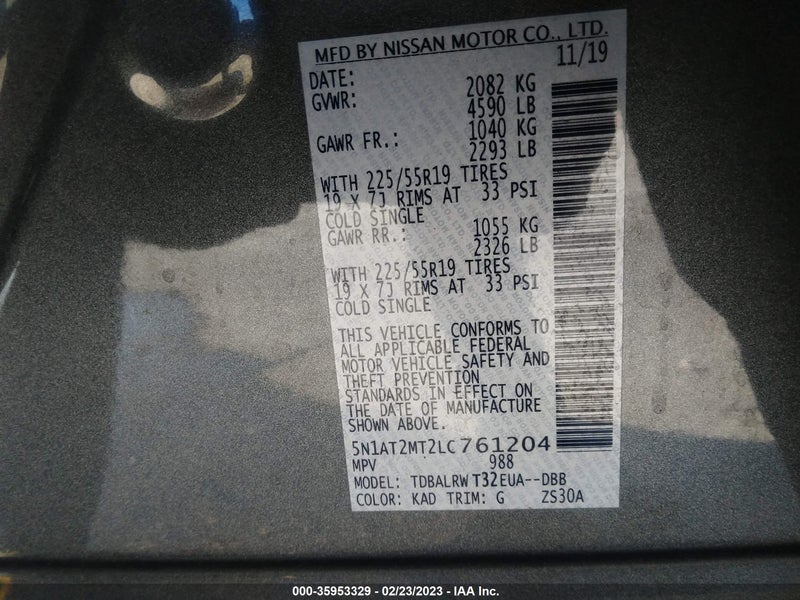 MFD BY NISSAN MOTOR CO., LTD.
DATE: 11/19
GVWR: 2082 KG
4590 LB
GAWR FR.: 1040 KG
2293 LB
WITH 225/55R19 TIRES
19 X 7J RIMS AT 33 PSI
COLD SINGLE
GAWR RR.: 1055 KG
2326 LB
WITH 225/55R19 TIRES
19 X 7J RIMS AT 33 PSI
COLD SINGLE
THIS VEHICLE CONFORMS TO
ALL APPLICABLE FEDERAL
MOTOR VEHICLE SAFETY AND
THEFT PREVENTION
STANDARDS IN EFFECT ON
THE DATE OF MANUFACTURE
SHOWN ABOVE.
5N1AT2MT2LC761204
MPV 988
MODEL: TDBALRWT32EUA--DBB
COLOR: KAD TRIM: G ZS30A
000-35953329 - 02/23/2023 - IAA Inc.